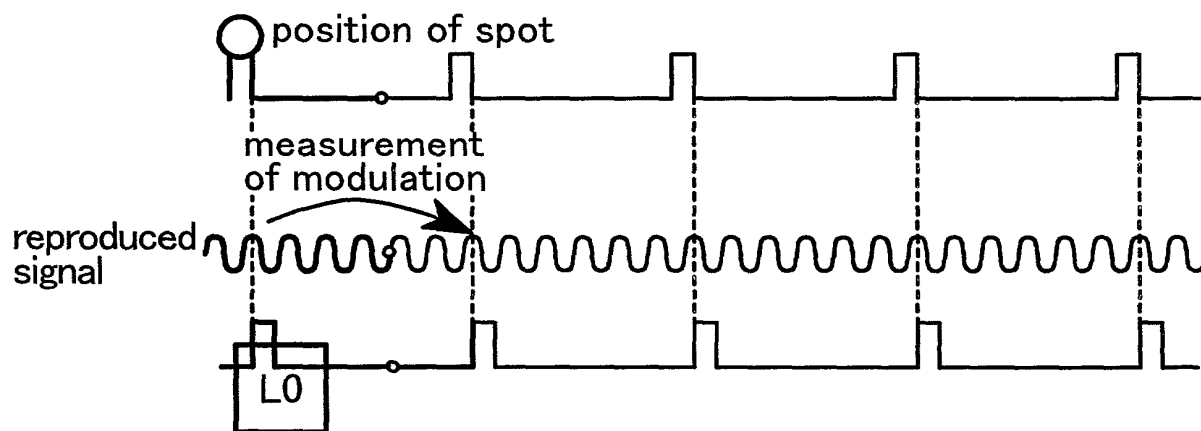 position of spot
measurement
of modulation
reproduced
signal
L0